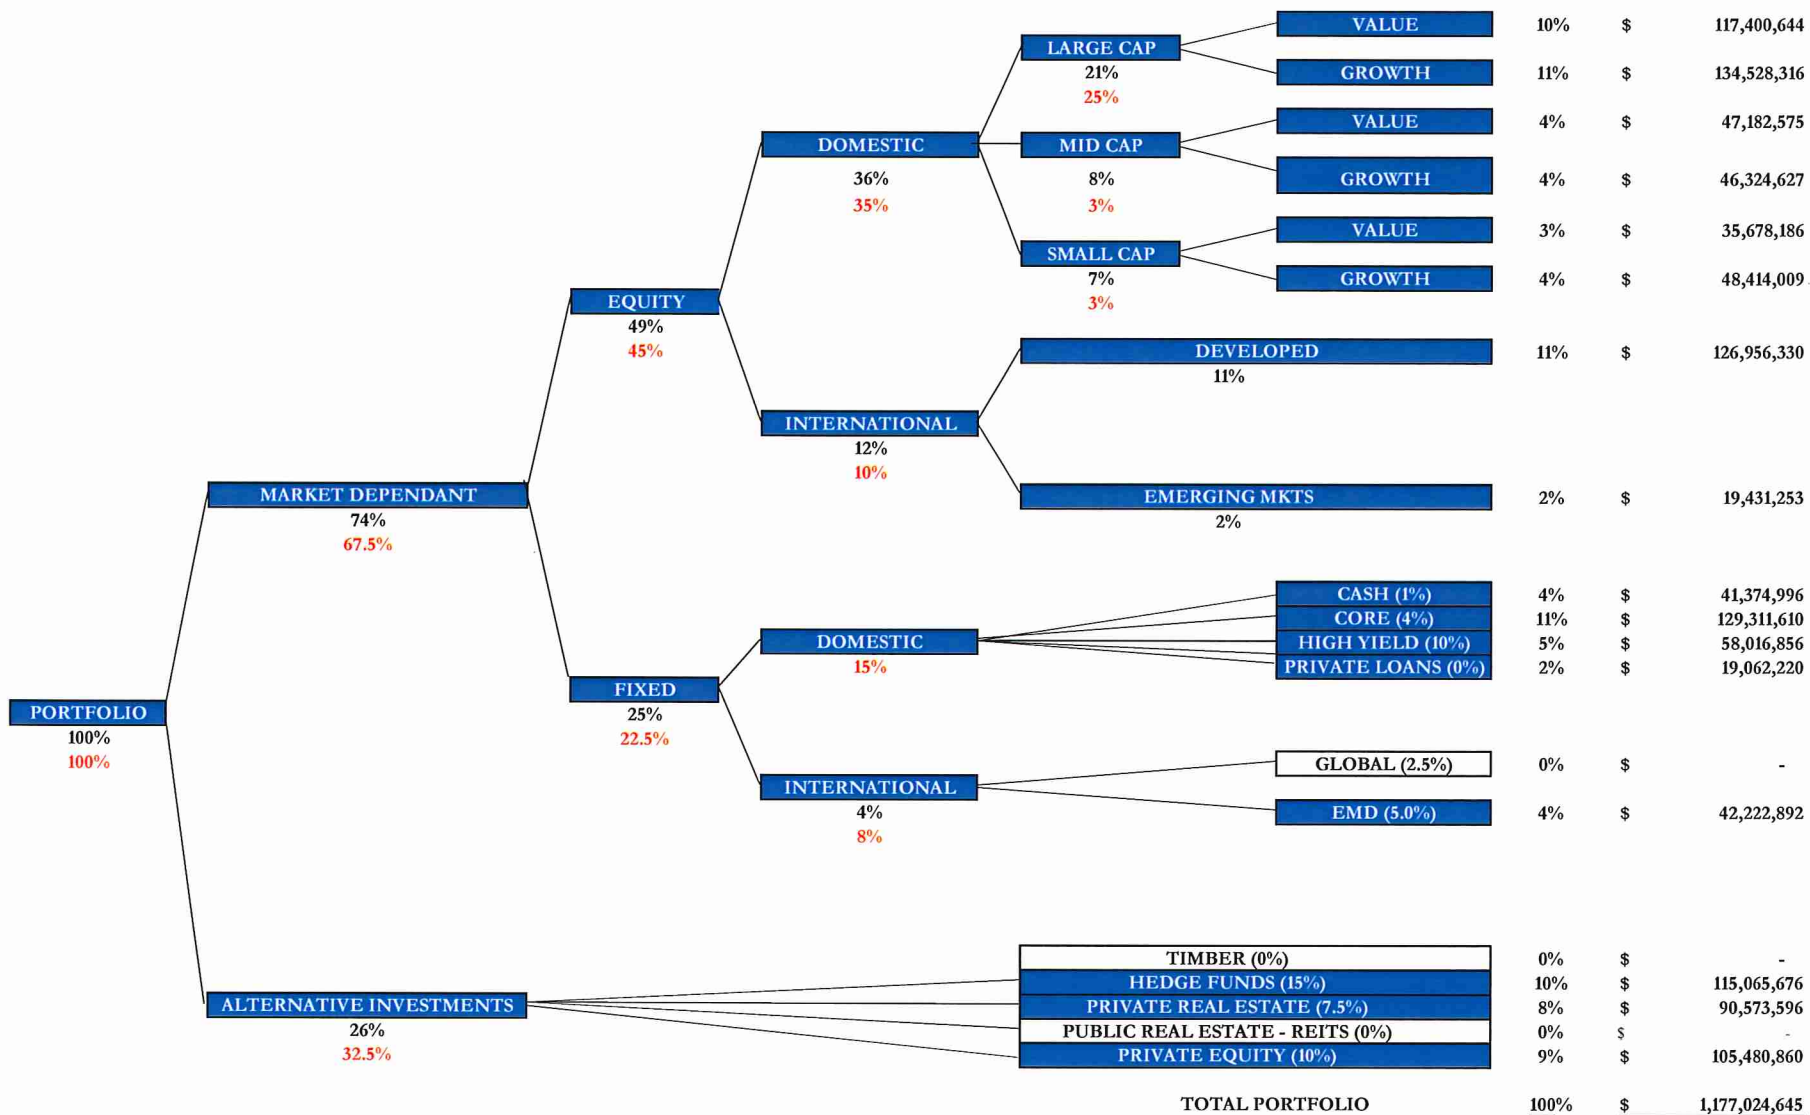 VALUE 10% $ 117,400,644
LARGE CAP
21%
25%
GROWTH 11% $ 134,528,316
VALUE 4% $ 47,182,575
DOMESTIC
36%
35%
MID CAP
8%
3%
GROWTH 4% $ 46,324,627
VALUE 3% $ 35,678,186
SMALL CAP
7%
3%
GROWTH 4% $ 48,414,009
EQUITY
49%
45%
DEVELOPED 11% $ 126,956,330
11%
INTERNATIONAL
12%
10%
MARKET DEPENDANT
74%
67.5%
EMERGING MKTS 2% $ 19,431,253
2%
CASH (1%) 4% $ 41,374,996
CORE (4%) 11% $ 129,311,610
DOMESTIC
15%
HIGH YIELD (10%) 5% $ 58,016,856
PRIVATE LOANS (0%) 2% $ 19,062,220
FIXED
25%
22.5%
PORTFOLIO
100%
100%
GLOBAL (2.5%) 0% $ -
INTERNATIONAL
4%
8%
EMD (5.0%) 4% $ 42,222,892
TIMBER (0%) 0% $ -
HEDGE FUNDS (15%) 10% $ 115,065,676
ALTERNATIVE INVESTMENTS
26%
32.5%
PRIVATE REAL ESTATE (7.5%) 8% $ 90,573,596
PUBLIC REAL ESTATE - REITS (0%) 0% $ -
PRIVATE EQUITY (10%) 9% $ 105,480,860
TOTAL PORTFOLIO 100% $ 1,177,024,645